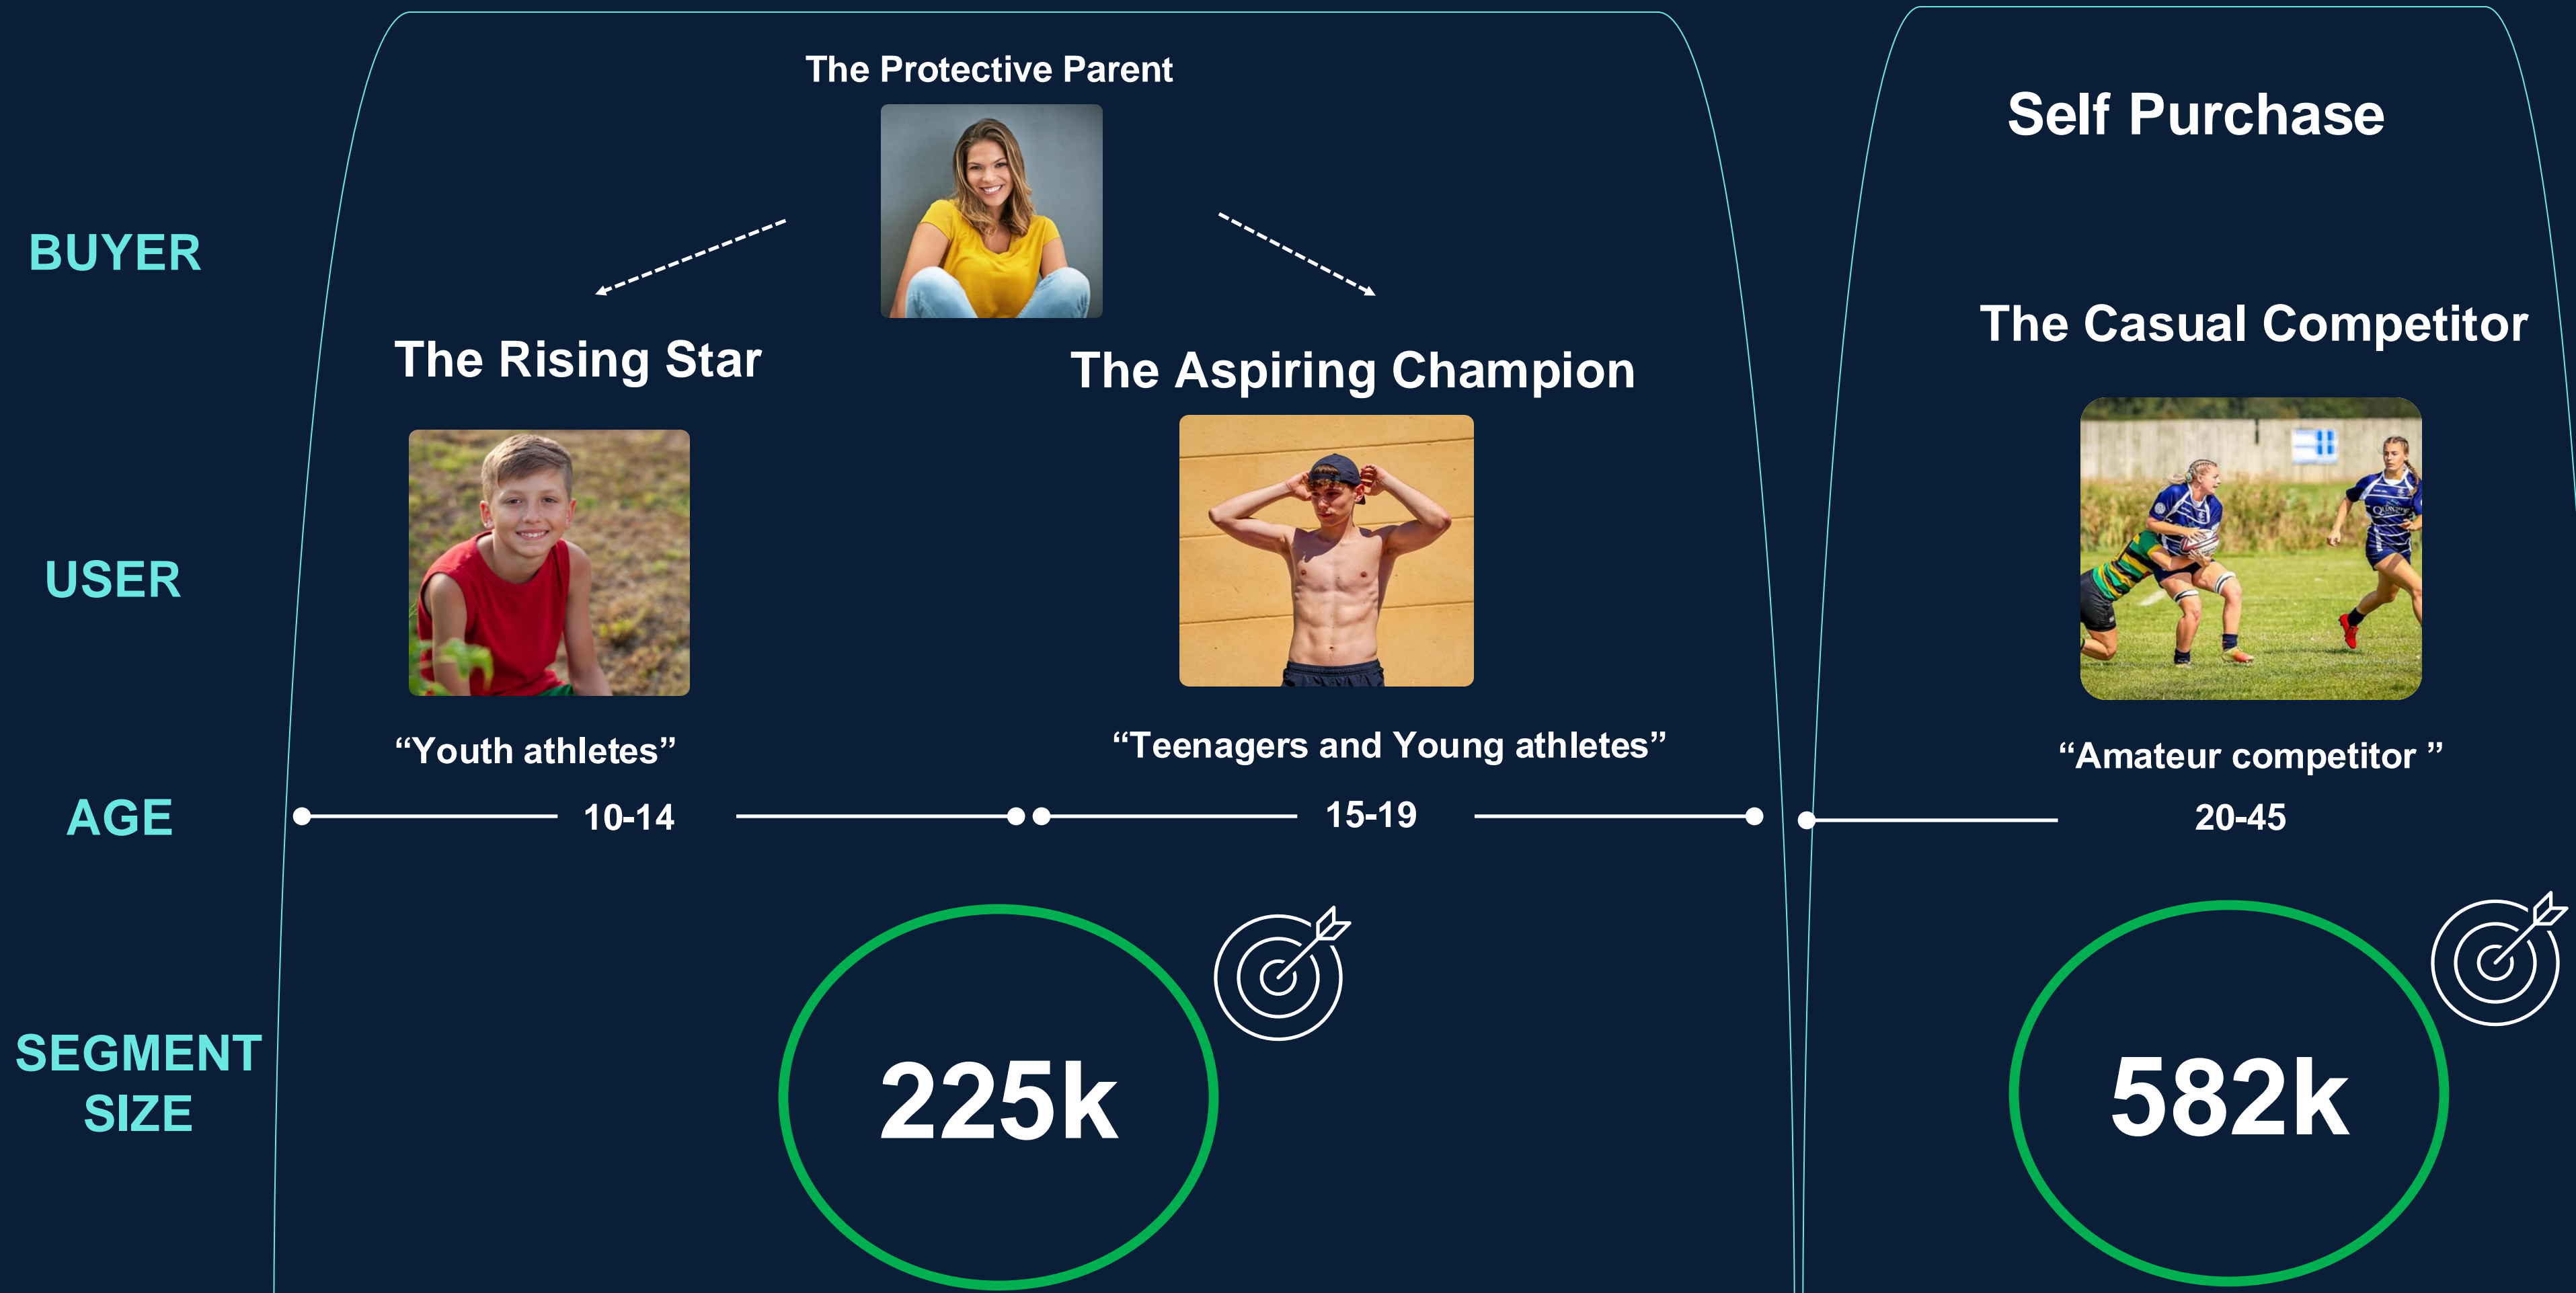 The Protective Parent
Self Purchase
BUYER
The Rising Star
The Aspiring Champion
The Casual Competitor
USER
“Youth athletes”
“Teenagers and Young athletes”
“Amateur competitor ”
AGE
10-14
15-19
20-45
SEGMENT
SIZE
225k
582k